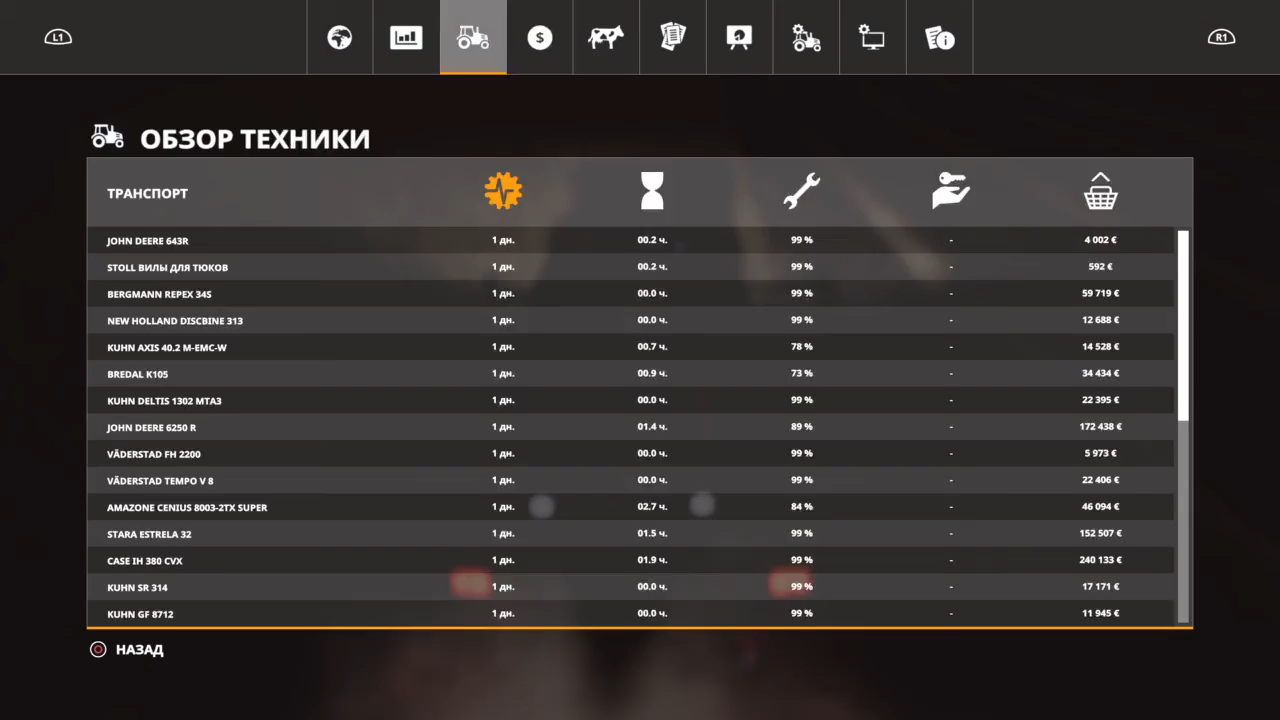 L1
R1
ОБЗОР ТЕХНИКИ
ТРАНСПОРТ
JOHN DEERE 643R 1 дн. 00.2 ч. 99 % - 4 002 €
STOLL ВИЛЫ ДЛЯ ТЮКОВ 1 дн. 00.2 ч. 99 % - 592 €
BERGMANN REPEX 34S 1 дн. 00.0 ч. 99 % - 59 719 €
NEW HOLLAND DISCBINE 313 1 дн. 00.0 ч. 99 % - 12 688 €
KUHN AXIS 40.2 M-EMC-W 1 дн. 00.7 ч. 78 % - 14 528 €
BREDAL K105 1 дн. 00.9 ч. 73 % - 34 434 €
KUHN DELTIS 1302 MTA3 1 дн. 00.0 ч. 99 % - 22 395 €
JOHN DEERE 6250 R 1 дн. 01.4 ч. 89 % - 172 438 €
VÄDERSTAD FH 2200 1 дн. 00.0 ч. 99 % - 5 973 €
VÄDERSTAD TEMPO V 8 1 дн. 00.0 ч. 99 % - 22 406 €
AMAZONE CENIUS 8003-2TX SUPER 1 дн. 02.7 ч. 84 % - 46 094 €
STARA ESTRELA 32 1 дн. 01.5 ч. 99 % - 152 507 €
CASE IH 380 CVX 1 дн. 01.9 ч. 99 % - 240 133 €
KUHN SR 314 1 дн. 00.0 ч. 99 % - 17 171 €
KUHN GF 8712 1 дн. 00.0 ч. 99 % - 11 945 €
НАЗАД